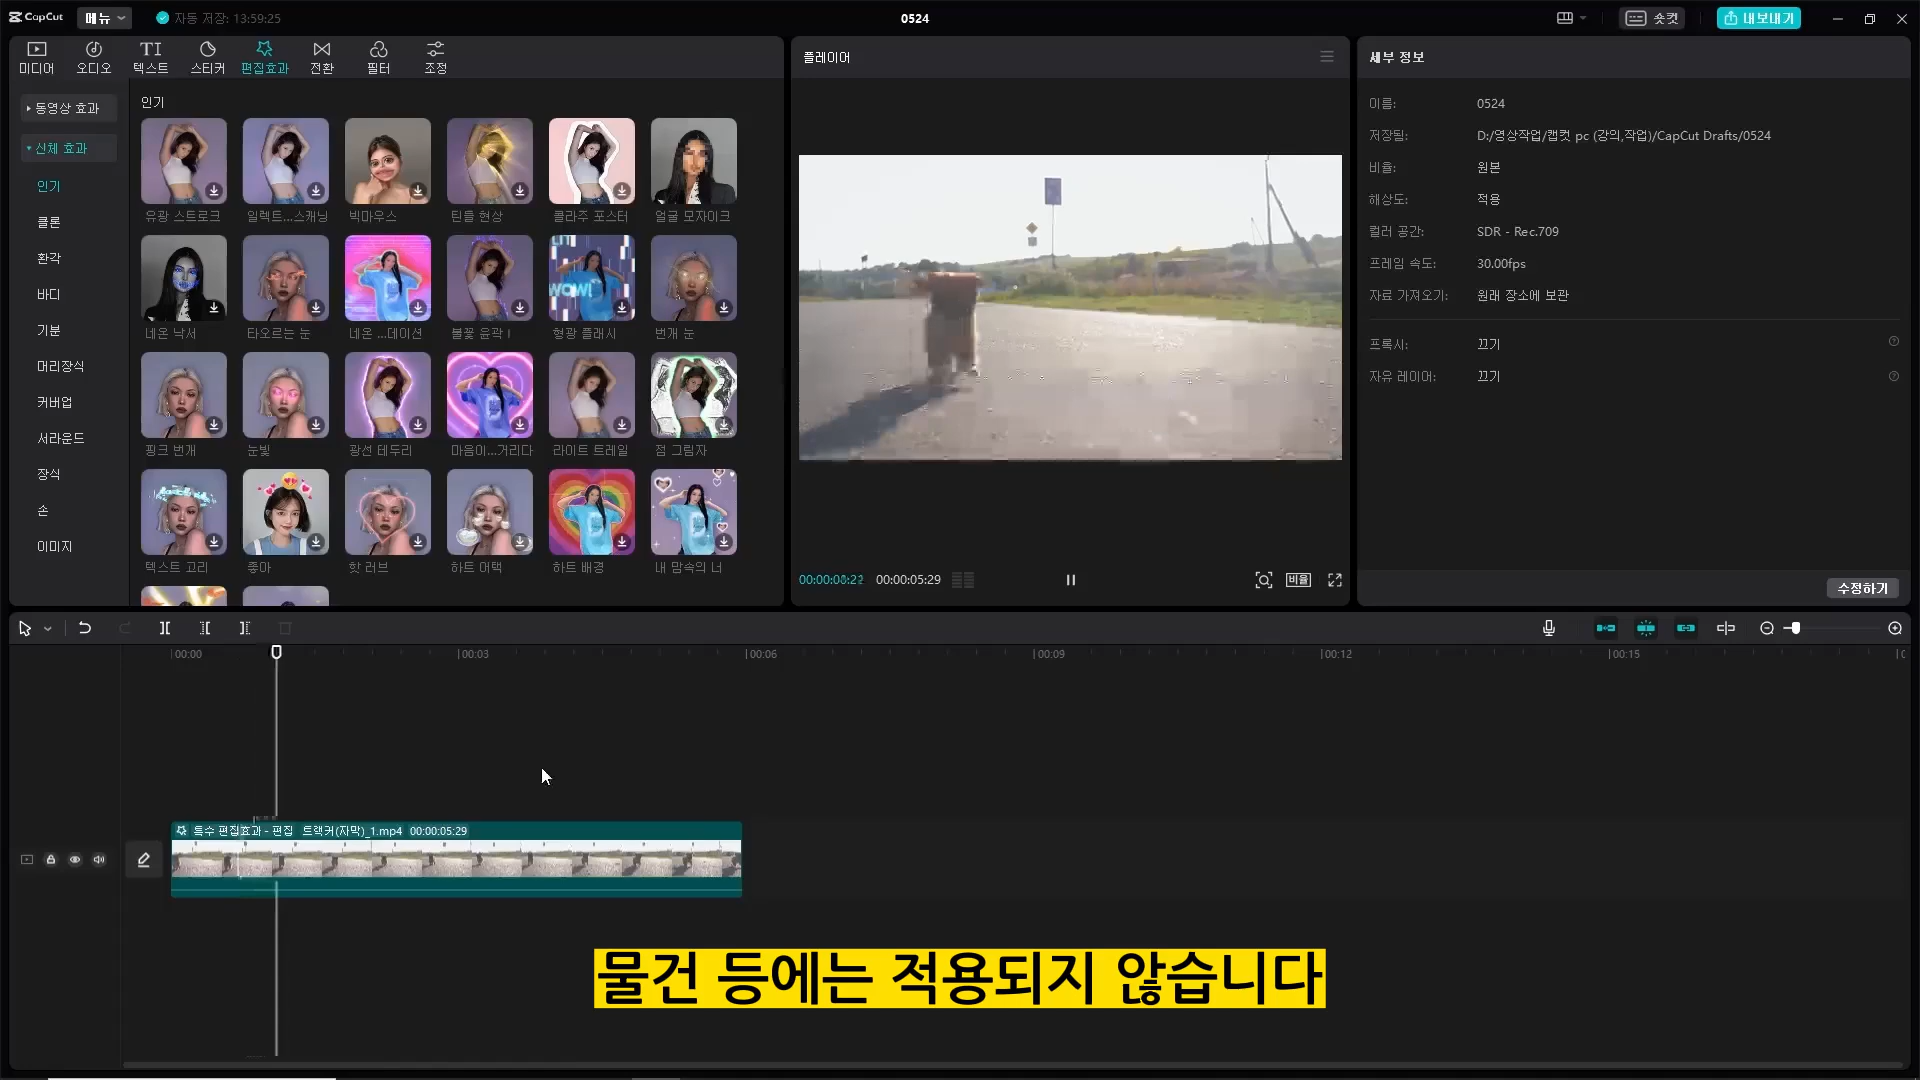 CapCut
메뉴
자동 저장: 13:59:25
0524
숏컷
내보내기
미디어
오디오
TI
텍스트
스티커
편집효과
전환
필터
조정
동영상 효과
신체 효과
인기
클론
환각
바디
기분
머리장식
커버업
서라운드
장식
손
이미지
인기
유광 스트로크
일렉트...스캐닝
빅마우스
틴들 현상
콜라주 포스터
얼굴 모자이크
네온 낙서
타오르는 눈
네온 ...데이션
불꽃 윤곽 I
형광 플래시
번개 눈
핑크 번개
눈빛
광선 테두리
마음이...거리다
라이트 트레일
점 그림자
텍스트 고리
좋아
핫 러브
하트 어택
하트 배경
내 맘속의 너
플레이어
00:00:05:29
비율
세부 정보
이름: 0524
저장됨: D:/영상작업/캡컷 pc (강의,작업)/CapCut Drafts/0524
비율: 원본
해상도: 적용
컬러 공간: SDR - Rec.709
프레임 속도: 30.00fps
자료 가져오기: 원래 장소에 보관
프록시: 끄기
자유 레이어: 끄기
수정하기
00:00
00:03
00:06
00:09
00:12
00:15
특수 편집효과 - 편집 트랙커(자막)_1.mp4 00:00:05:29
물건 등에는 적용되지 않습니다